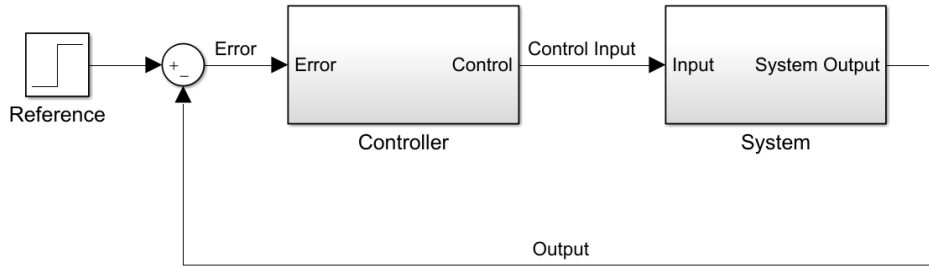 Reference
+
−
Error
Error
Control
Controller
Control Input
Input
System Output
System
Output